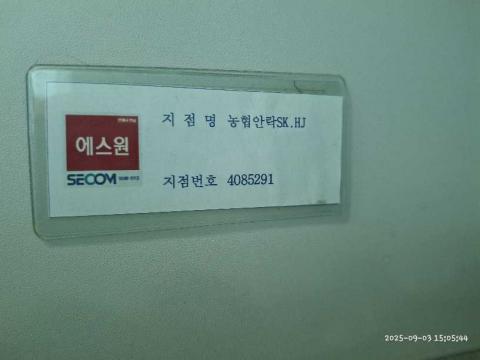 지 점 명 농협안락SK.HJ
에스원
SECOM
지점번호 4085291
2025-09-03 15:05:44